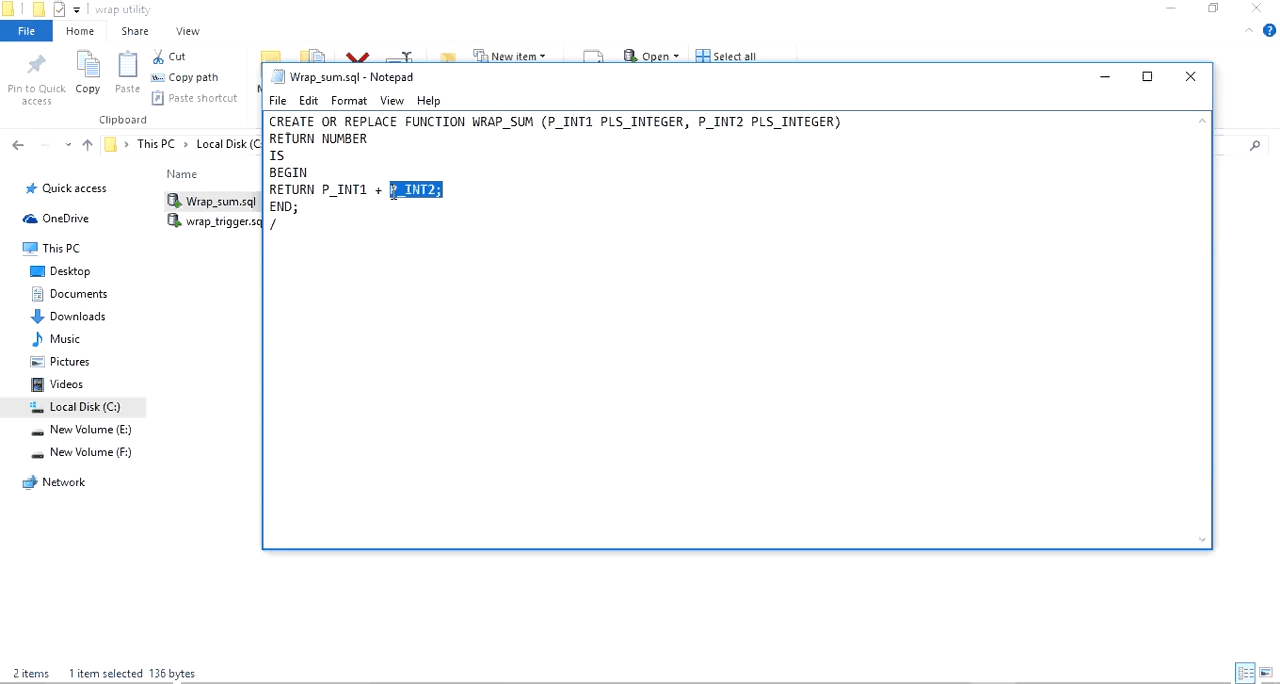 wrap utility
File Home Share View
Pin to Quick access
Copy
Paste
Cut
Copy path
Paste shortcut
New item
Open
Select all
Clipboard
This PC > Local Disk (C:
Name
Wrap_sum.sql
wrap_trigger.sq
Quick access
OneDrive
This PC
Desktop
Documents
Downloads
Music
Pictures
Videos
Local Disk (C:)
New Volume (E:)
New Volume (F:)
Network
Wrap_sum.sql - Notepad
File Edit Format View Help
CREATE OR REPLACE FUNCTION WRAP_SUM (P_INT1 PLS_INTEGER, P_INT2 PLS_INTEGER)
RETURN NUMBER
IS
BEGIN
RETURN P_INT1 + P_INT2;
END;
/
2 items 1 item selected 136 bytes